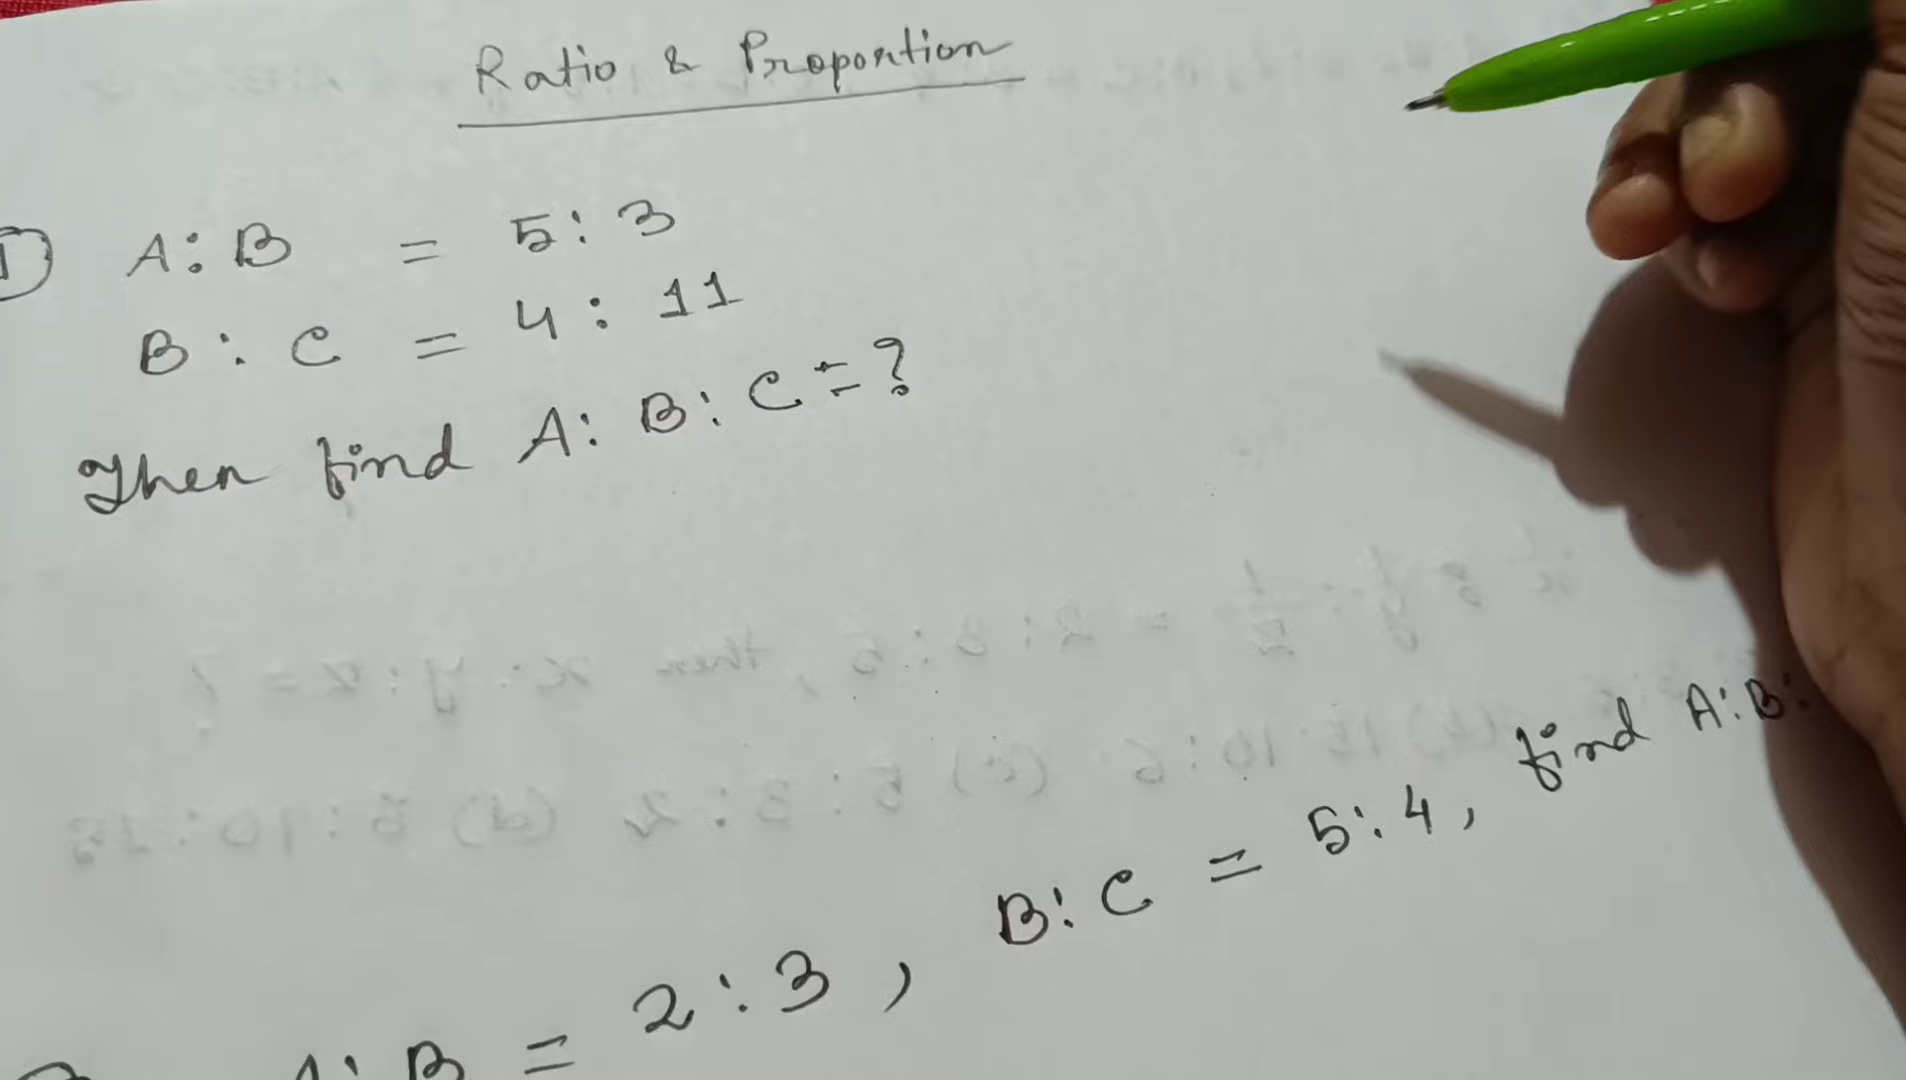 Ratio & Proportion
1) A:B = 5:3
B:C = 4:11
Then find A:B:C=?
A:B = 2:3, B:C = 5:4, find A:B: